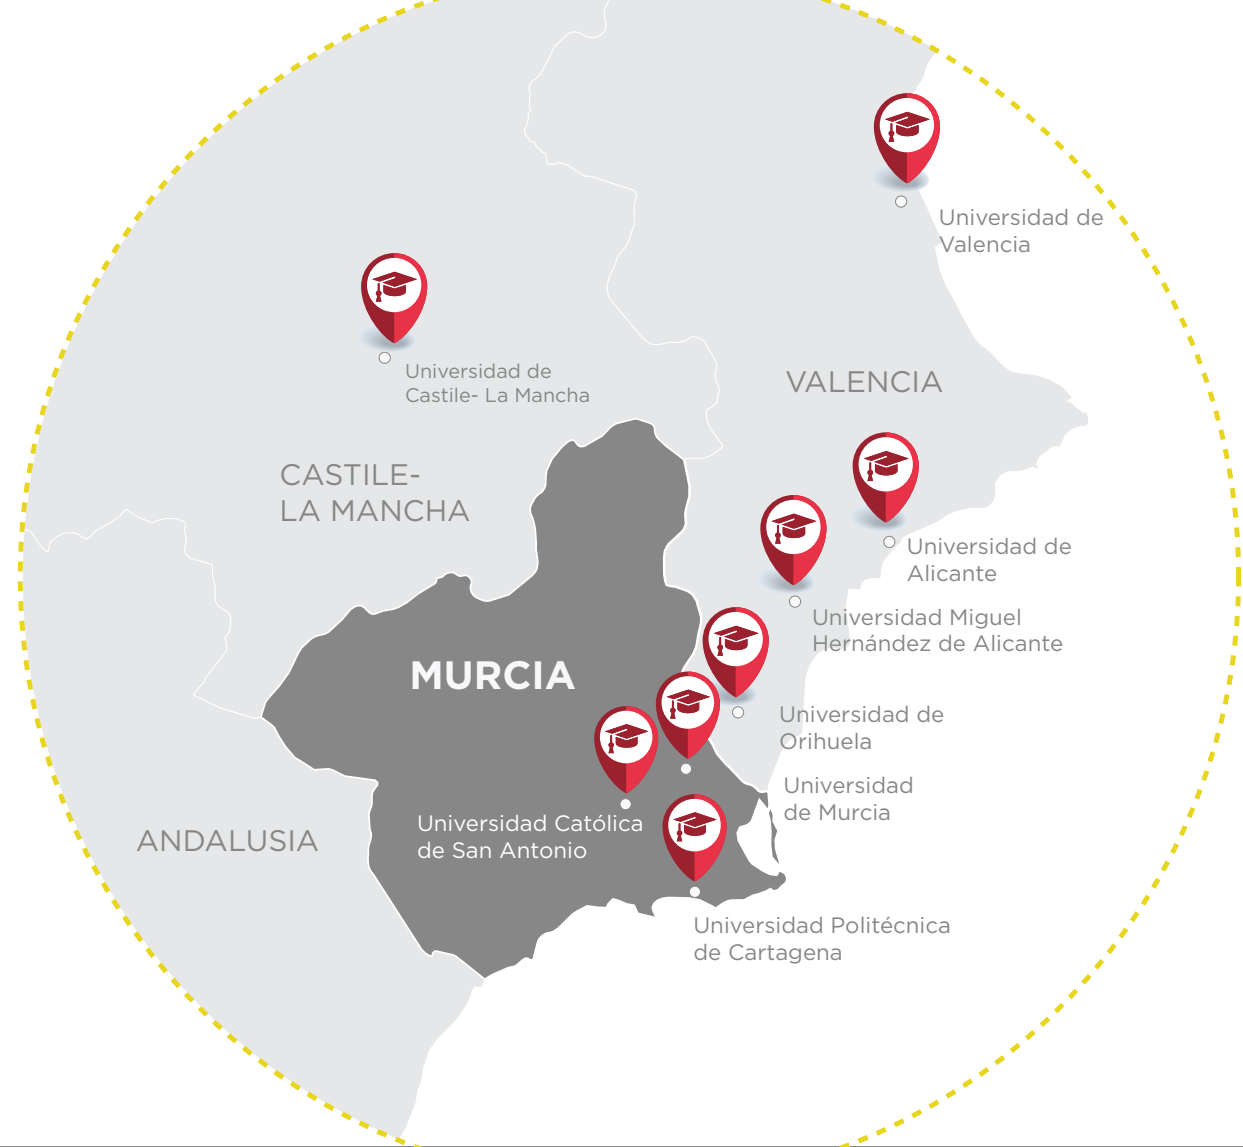 Universidad de
Valencia
Universidad de
Castile- La Mancha
VALENCIA
CASTILE-
LA MANCHA
Universidad de
Alicante
Universidad Miguel
Hernández de Alicante
MURCIA
Universidad de
Orihuela
Universidad
de Murcia
Universidad Católica
de San Antonio
ANDALUSIA
Universidad Politécnica
de Cartagena